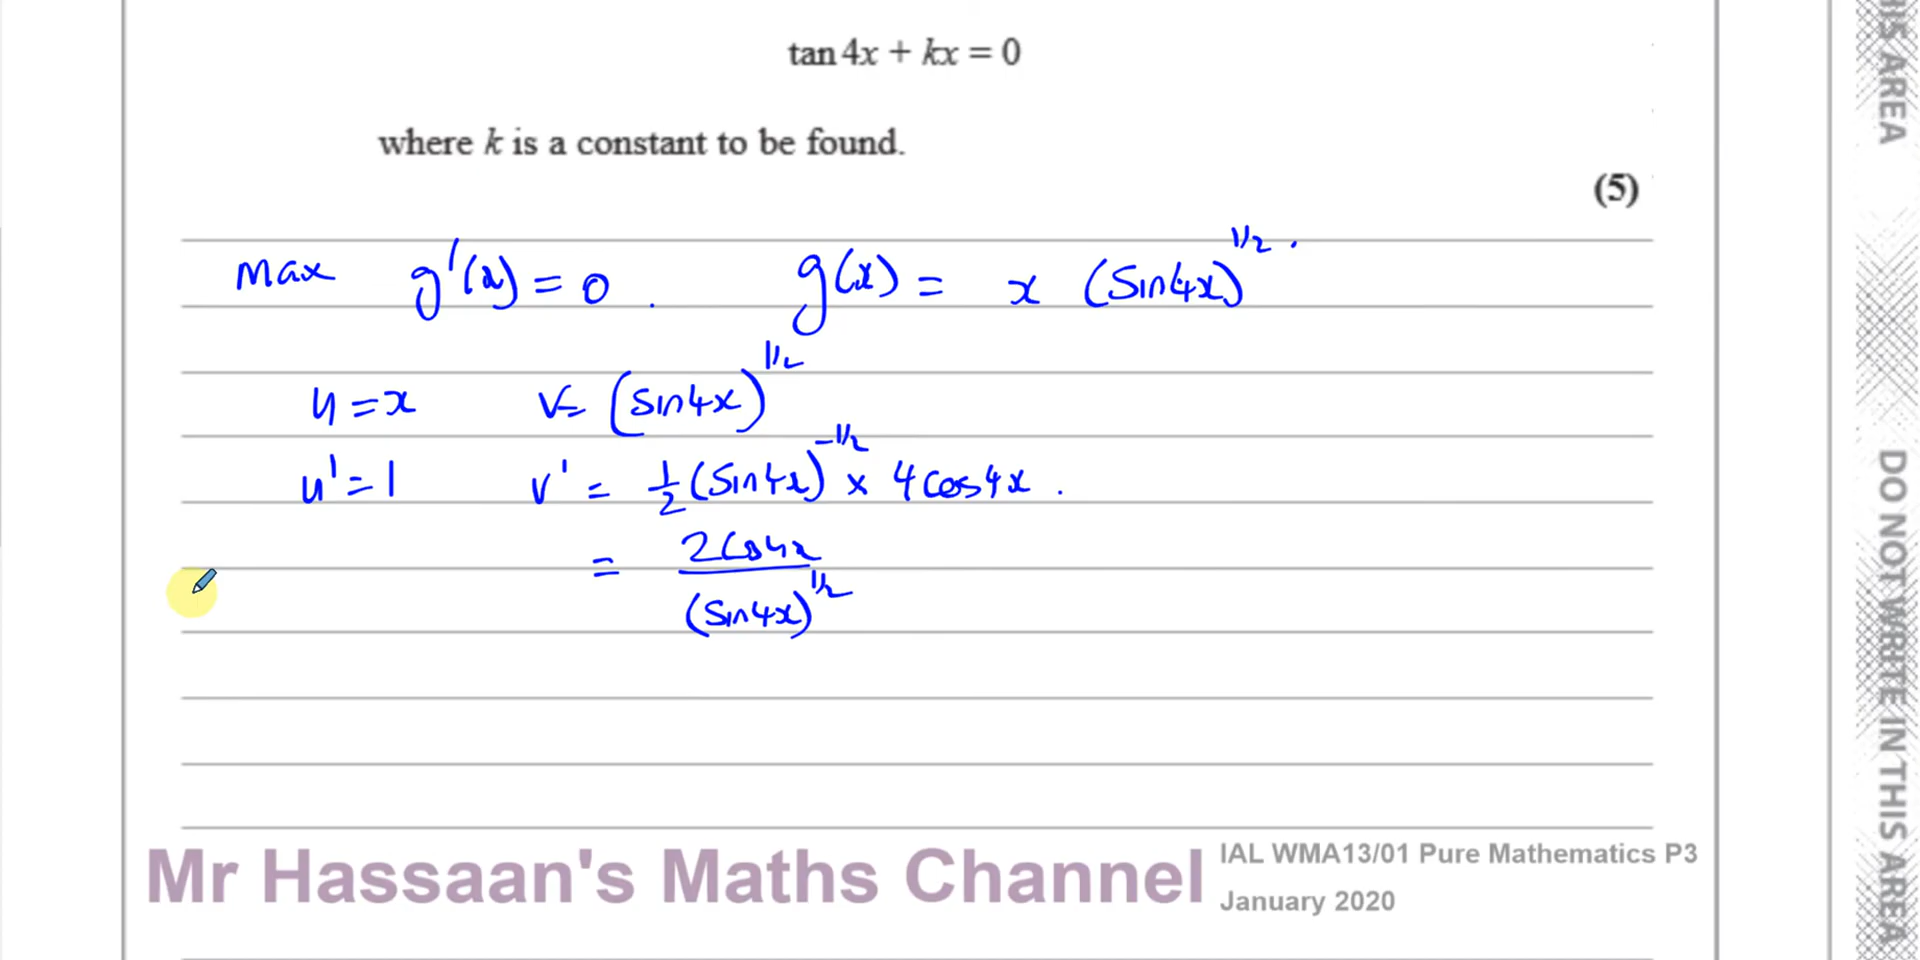 tan 4x + kx = 0
where k is a constant to be found.
(5)
Max g'(x) = 0 . g(x) = x (Sin4x)^1/2 .
u = x v= (sin4x)^1/2
u' = 1 v' = 1/2 (Sin4x)^-1/2 × 4cos4x .
= 2Cos4x / (Sin4x)^1/2
Mr Hassaan's Maths Channel
IAL WMA13/01 Pure Mathematics P3
January 2020
HIS AREA
DO NOT WRITE IN THIS AREA